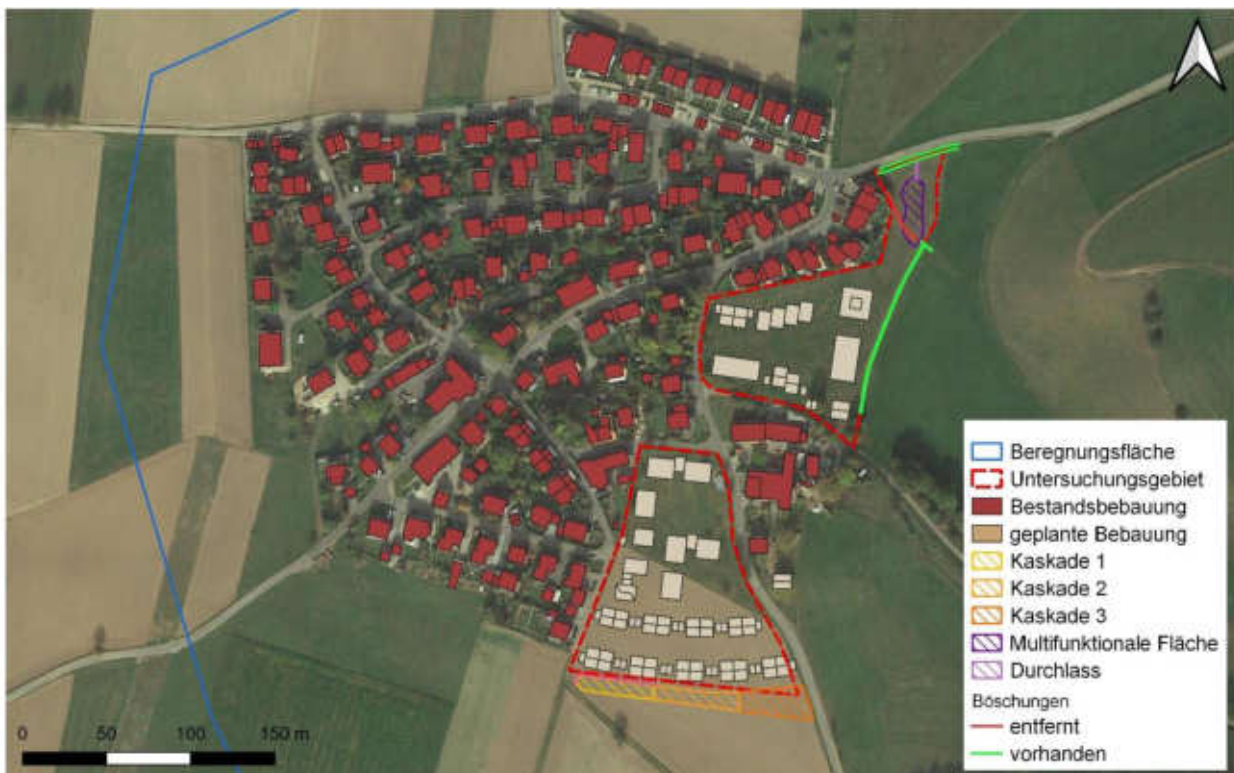 Beregnungsfläche
Untersuchungsgebiet
Bestandsbebauung
geplante Bebauung
Kaskade 1
Kaskade 2
Kaskade 3
Multifunktionale Fläche
Durchlass
Böschungen
entfernt
vorhanden
0 50 100 150 m